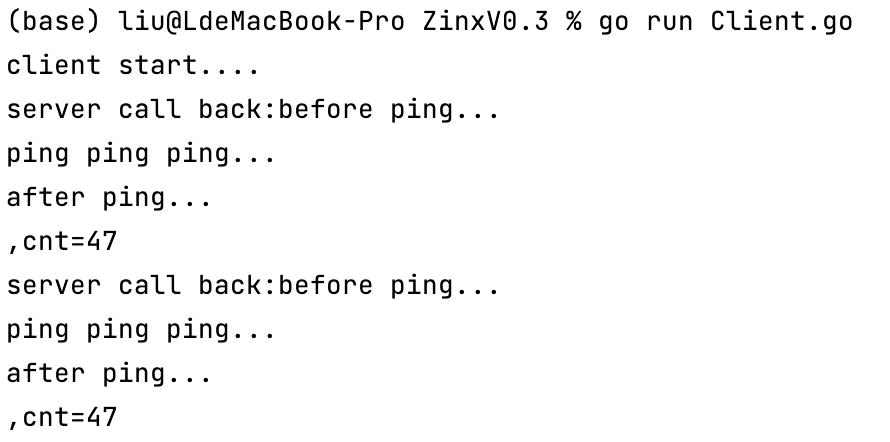 (base) liu@LdeMacBook-Pro ZinxV0.3 % go run Client.go
client start....
server call back:before ping...
ping ping ping...
after ping...
,cnt=47
server call back:before ping...
ping ping ping...
after ping...
,cnt=47